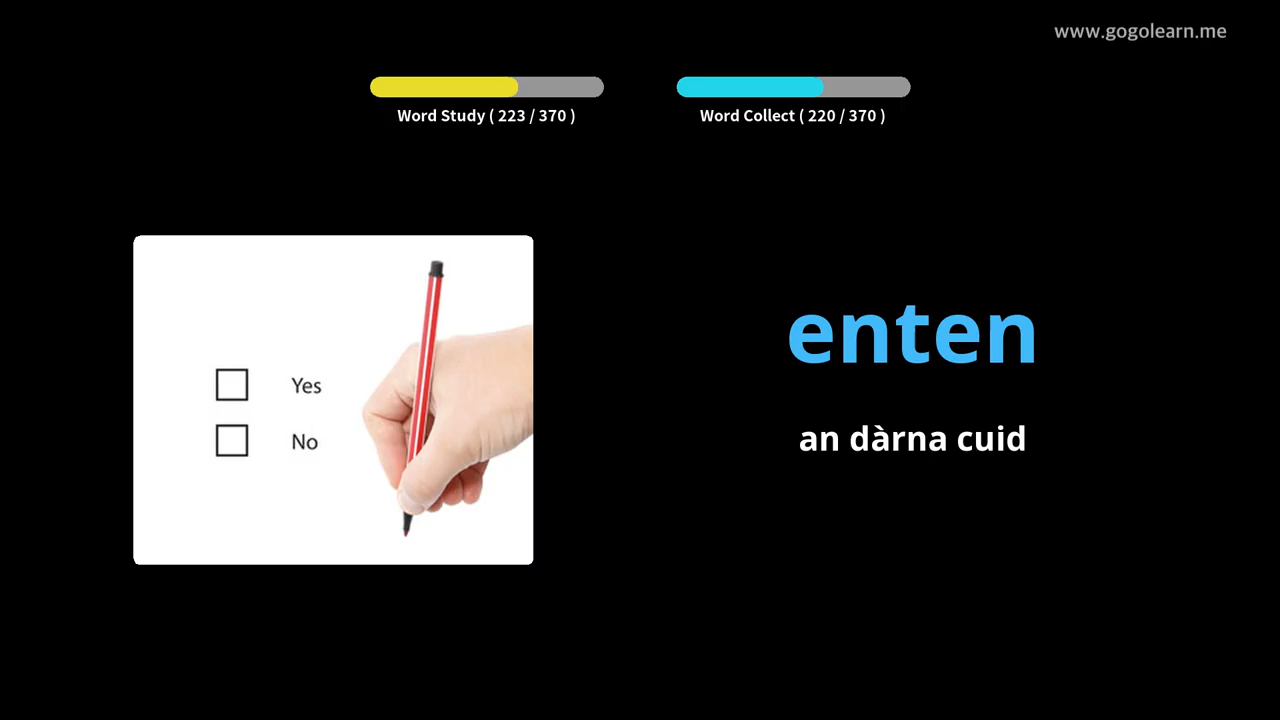 www.gogolearn.me
Word Study ( 223 / 370 )
Word Collect ( 220 / 370 )
Yes
No
enten
an dàrna cuid